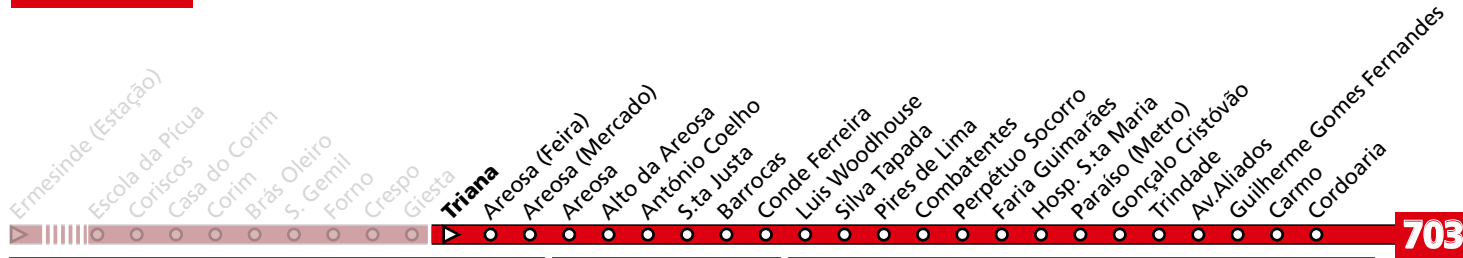 Ermesinde (Estação)
Escola da Pícua
Coriscos
Casa do Corim
Corim
Brás Oleiro
S. Gemil
Forno
Crespo
Giesta
Triana
Areosa (Feira)
Areosa (Mercado)
Areosa
Alto da Areosa
António Coelho
S.ta Justa
Barrocas
Conde Ferreira
Luis Woodhouse
Silva Tapada
Pires de Lima
Combatentes
Perpétuo Socorro
Faria Guimarães
Hosp. S.ta Maria
Paraíso (Metro)
Gonçalo Cristóvão
Trindade
Av.Aliados
Guilherme Gomes Fernandes
Carmo
Cordoaria
703